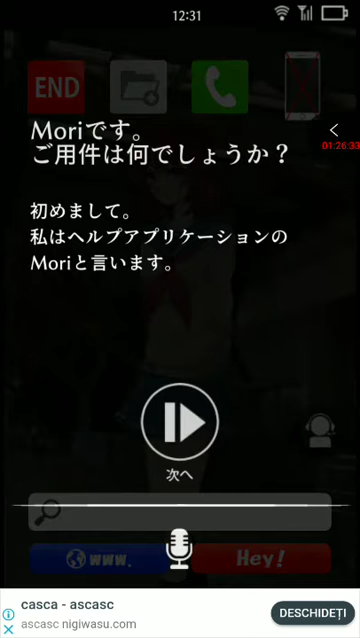 12:31
END
Moriです。
ご用件は何でしょうか？
01:26:33
初めまして。
私はヘルプアプリケーションの
Moriと言います。
次へ
www.
Hey!
casca - ascasc
ascasc nigiwasu.com
DESCHIDEȚI